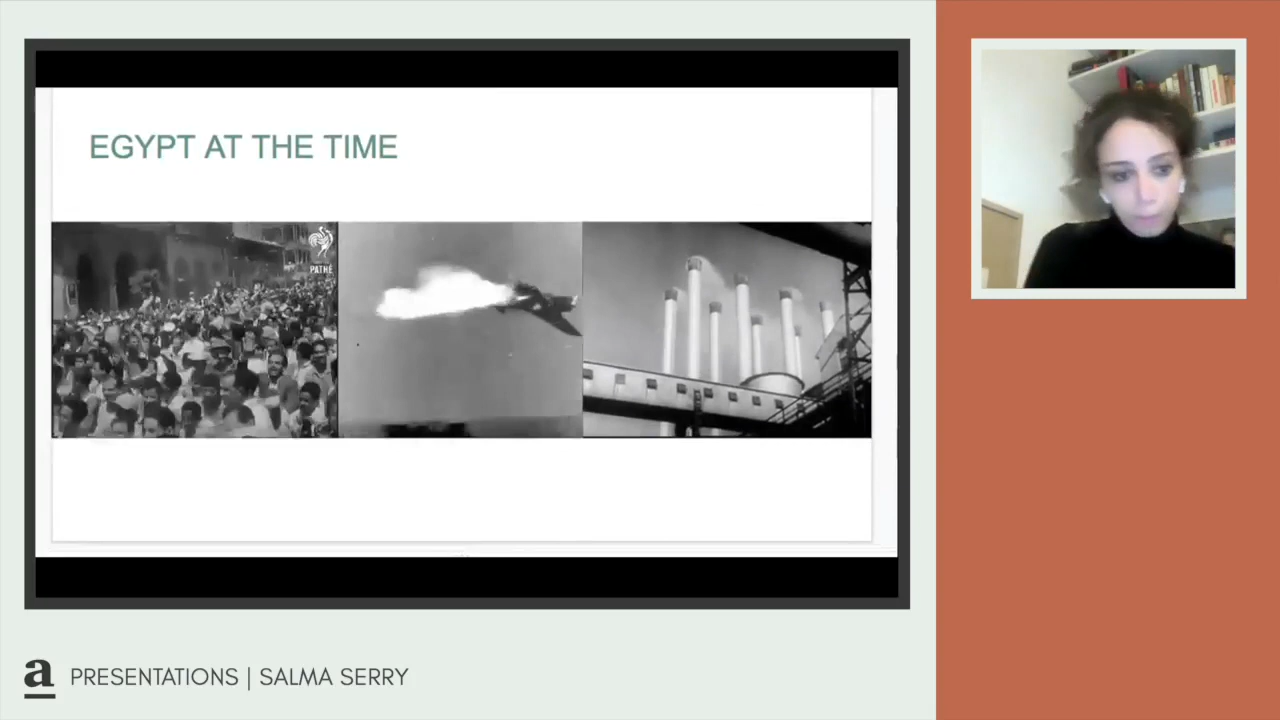 EGYPT AT THE TIME
PATHÉ
a
PRESENTATIONS | SALMA SERRY